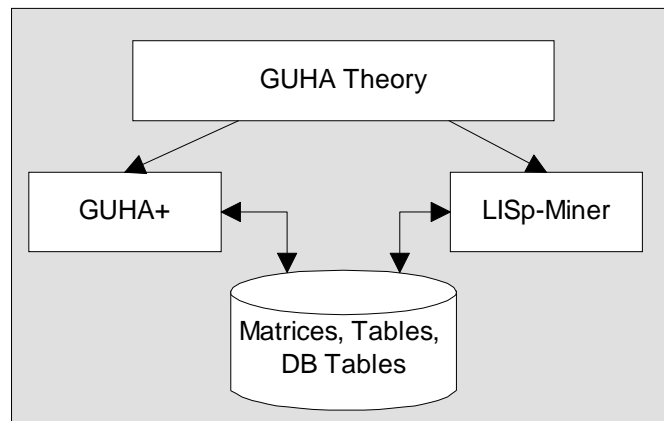 GUHA Theory
GUHA+
LISp-Miner
Matrices, Tables,
DB Tables